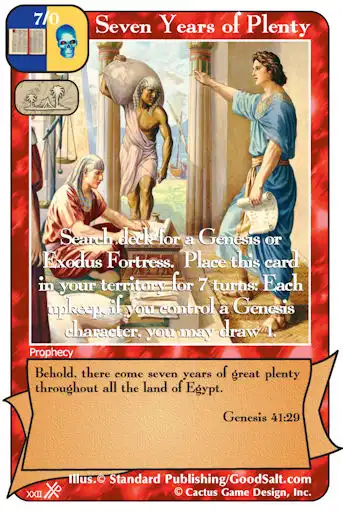 7/0
Seven Years of Plenty
Search deck for a Genesis or
Exodus Fortress. Place this card
in your territory for 7 turns: Each
upkeep, if you control a Genesis
character, you may draw 1.
Prophecy
Behold, there come seven years of great plenty
throughout all the land of Egypt.
Genesis 41:29
Illus.© Standard Publishing/GoodSalt.com
XXII
© Cactus Game Design, Inc.